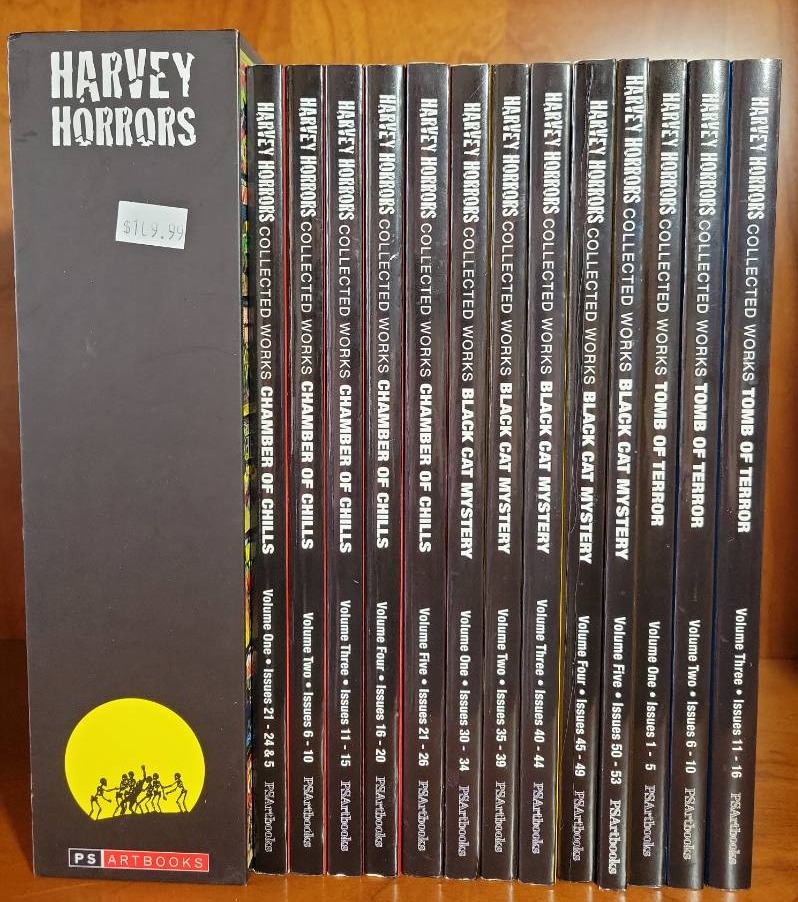 HARVEY
HORRORS
$169.99
PS ARTBOOKS
HARVEY HORRORS COLLECTED WORKS CHAMBER OF CHILLS Volume One • Issues 21 - 24 & 5 PSArtbooks
HARVEY HORRORS COLLECTED WORKS CHAMBER OF CHILLS Volume Two • Issues 6 - 10 PSArtbooks
HARVEY HORRORS COLLECTED WORKS CHAMBER OF CHILLS Volume Three • Issues 11 - 15 PSArtbooks
HARVEY HORRORS COLLECTED WORKS CHAMBER OF CHILLS Volume Four • Issues 16 - 20 PSArtbooks
HARVEY HORRORS COLLECTED WORKS CHAMBER OF CHILLS Volume Five • Issues 21 - 26 PSArtbooks
HARVEY HORRORS COLLECTED WORKS BLACK CAT MYSTERY Volume One • Issues 30 - 34 PSArtbooks
HARVEY HORRORS COLLECTED WORKS BLACK CAT MYSTERY Volume Two • Issues 35 - 39 PSArtbooks
HARVEY HORRORS COLLECTED WORKS BLACK CAT MYSTERY Volume Three • Issues 40 - 44 PSArtbooks
HARVEY HORRORS COLLECTED WORKS BLACK CAT MYSTERY Volume Four • Issues 45 - 49 PSArtbooks
HARVEY HORRORS COLLECTED WORKS BLACK CAT MYSTERY Volume Five • Issues 50 - 53 PSArtbooks
HARVEY HORRORS COLLECTED WORKS TOMB OF TERROR Volume One • Issues 1 - 5 PSArtbooks
HARVEY HORRORS COLLECTED WORKS TOMB OF TERROR Volume Two • Issues 6 - 10 PSArtbooks
HARVEY HORRORS COLLECTED WORKS TOMB OF TERROR Volume Three • Issues 11 - 16 PSArtbooks